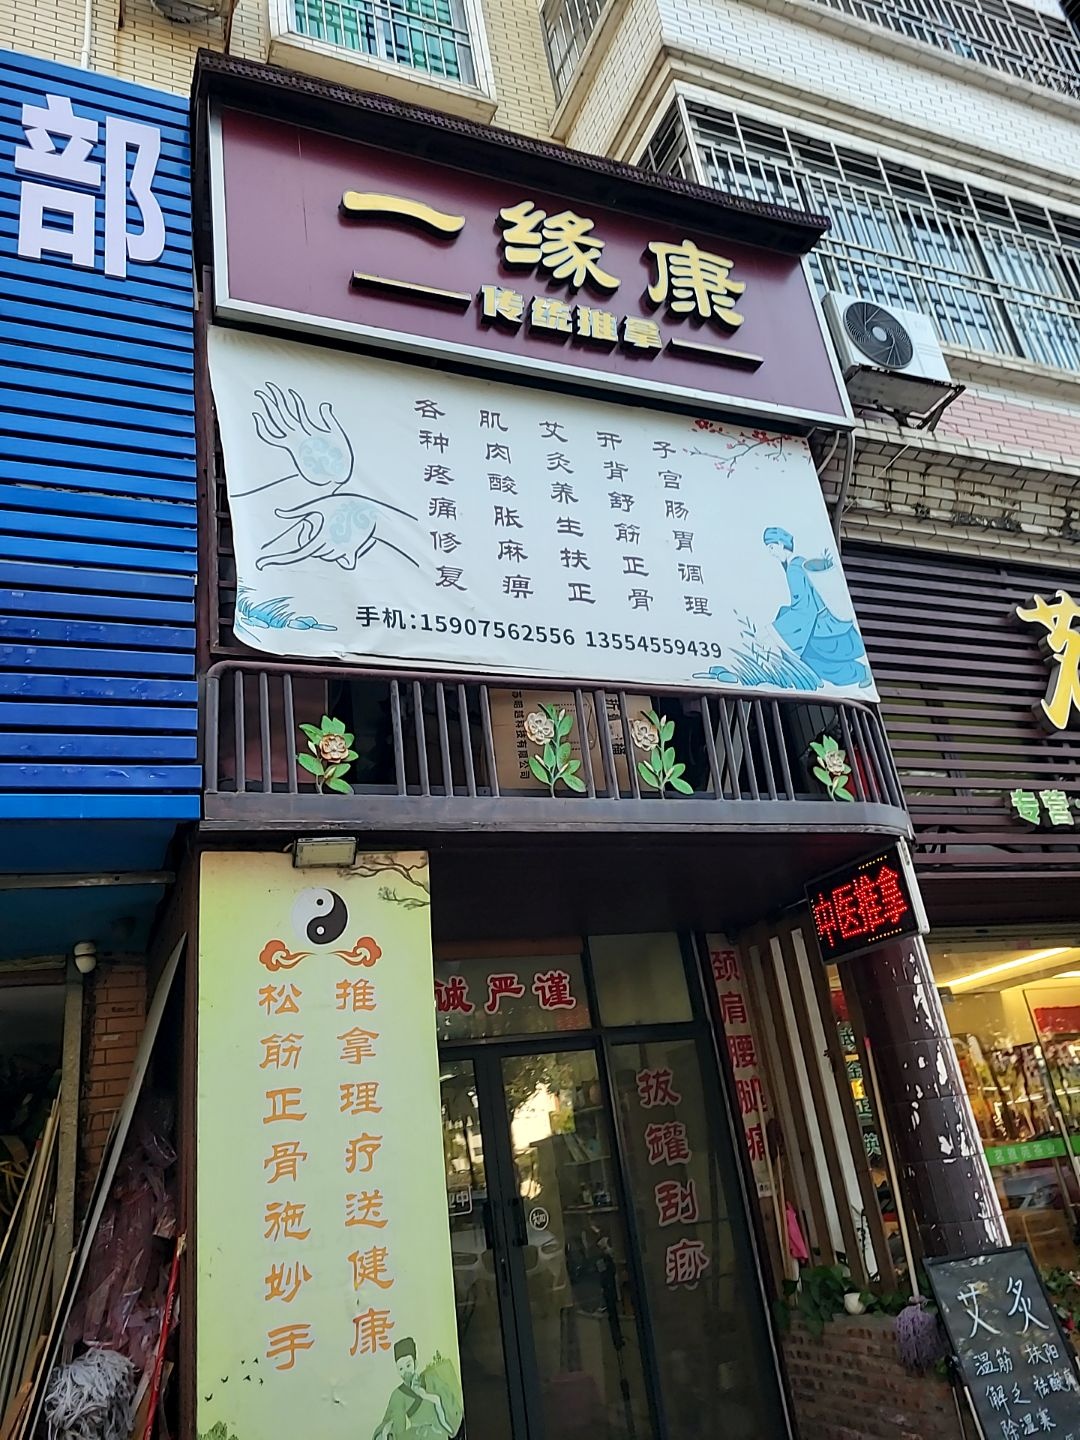 部
一缘康
传统推拿
各种疼痛修复
肌肉酸胀麻痹
艾灸养生扶正
开背舒筋正骨
子宫肠胃调理
手机:15907562556 13554559439
专营
中医推拿
推拿理疗送健康
松筋正骨施妙手
诚严谨
拔罐刮痧
颈肩腰腿痛
艾灸
温筋 扶阳
解乏 祛酸
除湿寒